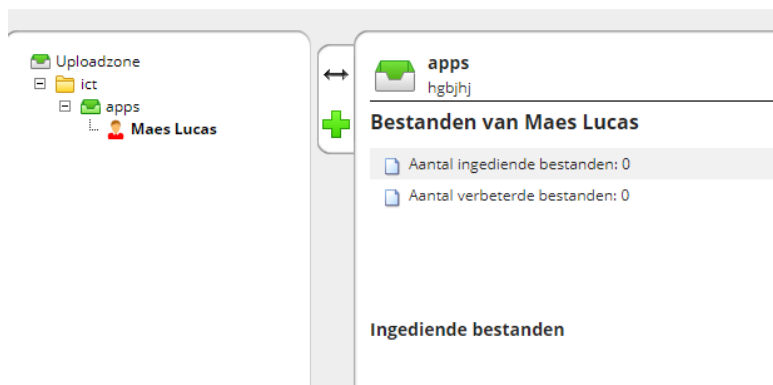 Uploadzone
ict
apps
Maes Lucas
apps
hgbjhj
Bestanden van Maes Lucas
Aantal ingediende bestanden: 0
Aantal verbeterde bestanden: 0
Ingediende bestanden